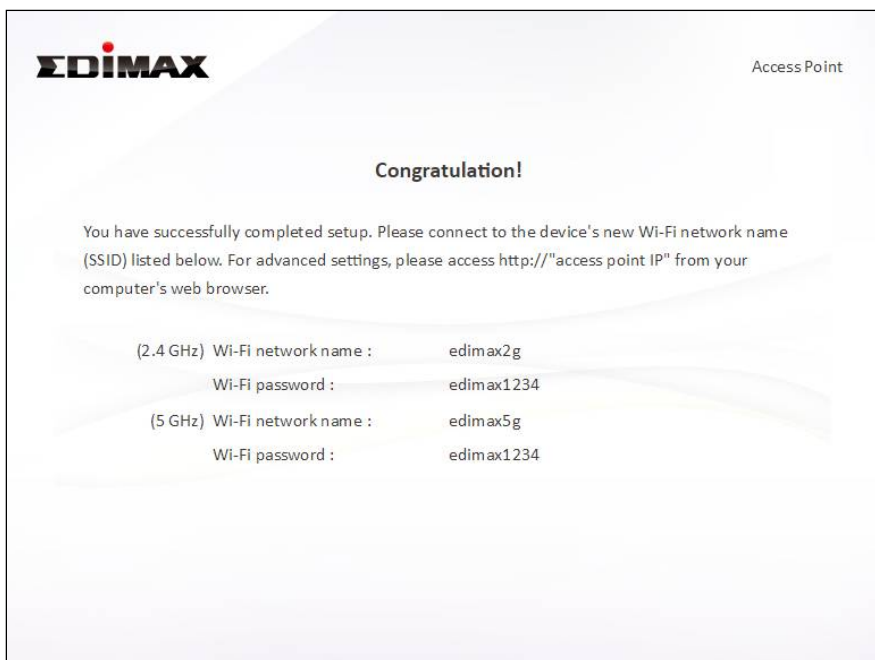 EDIMAX
Access Point
Congratulation!
You have successfully completed setup. Please connect to the device's new Wi-Fi network name
(SSID) listed below. For advanced settings, please access http://"access point IP" from your
computer's web browser.
(2.4 GHz) Wi-Fi network name : edimax2g
Wi-Fi password : edimax1234
(5 GHz) Wi-Fi network name : edimax5g
Wi-Fi password : edimax1234